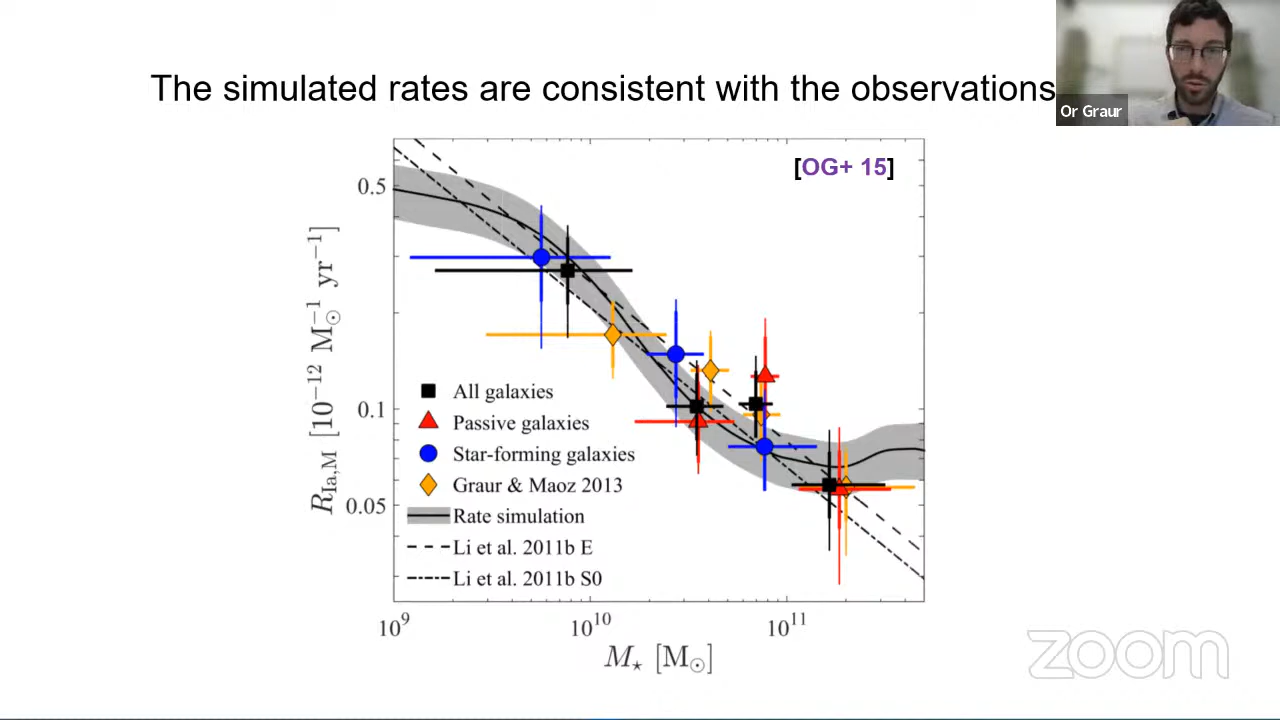 The simulated rates are consistent with the observations
Or Graur
[OG+ 15]
0.5
0.1
0.05
R_Ia,M [10^−12 M_⊙^−1 yr^−1]
All galaxies
Passive galaxies
Star-forming galaxies
Graur & Maoz 2013
Rate simulation
Li et al. 2011b E
Li et al. 2011b S0
10^9 10^10 10^11
M_⋆ [M_⊙]
zoom